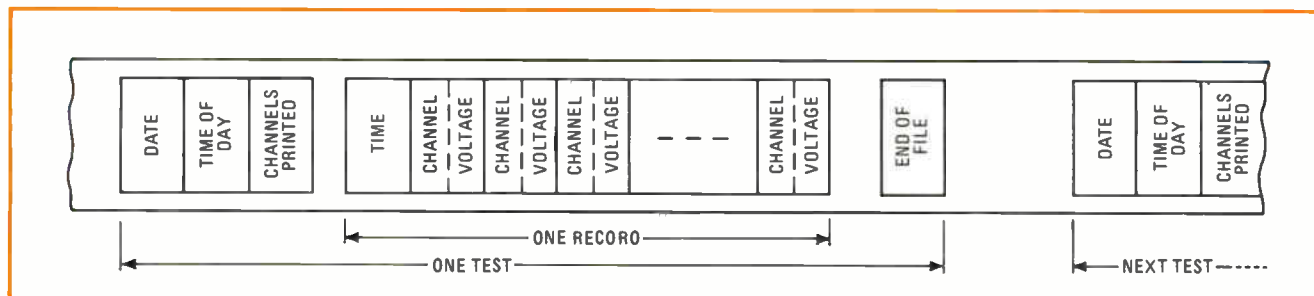 DATE
TIME OF
DAY
CHANNELS
PRINTED
TIME
CHANNEL
VOLTAGE
CHANNEL
VOLTAGE
CHANNEL
VOLTAGE
CHANNEL
VOLTAGE
END OF
FILE
DATE
TIME OF
DAY
CHANNELS
PRINTED
ONE RECORD
ONE TEST
NEXT TEST